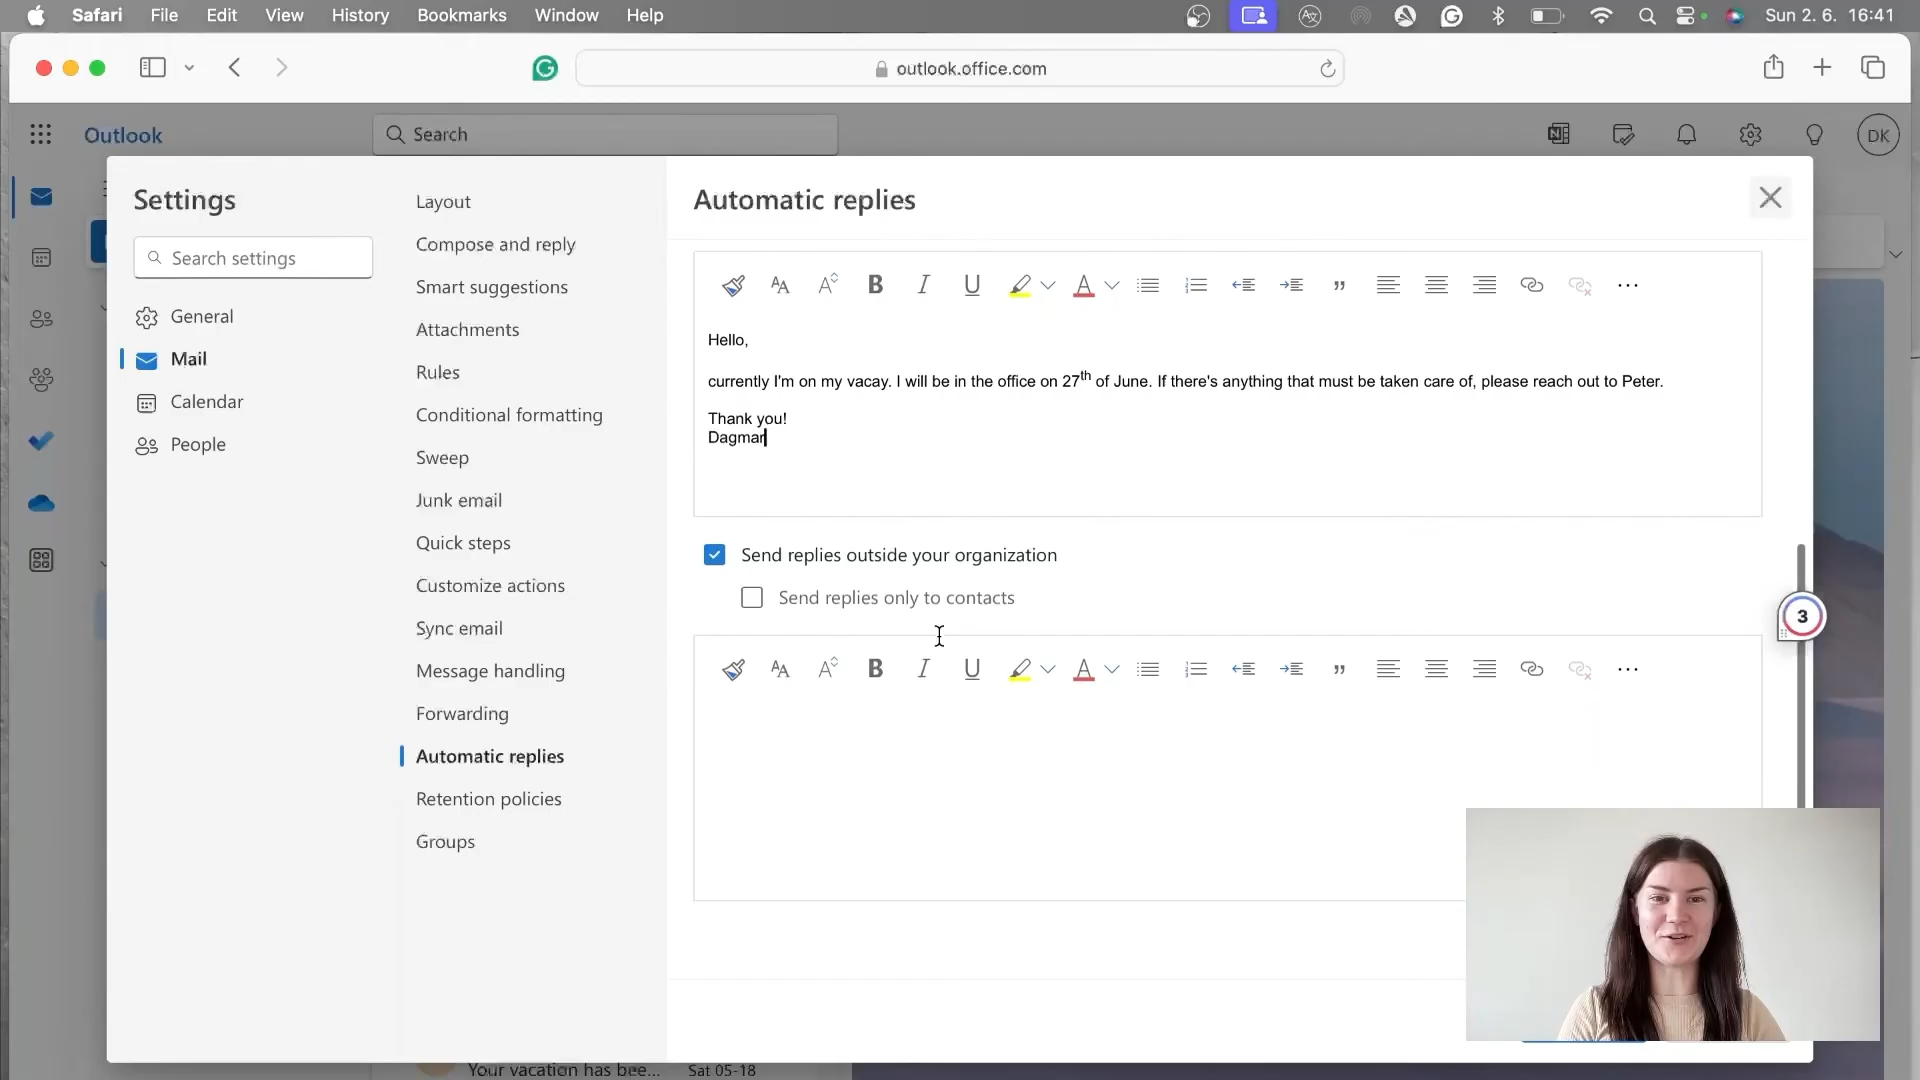 Safari File Edit View History Bookmarks Window Help Sun 2. 6. 16:41
outlook.office.com
Outlook
Search
DK
Settings
Search settings
General
Mail
Calendar
People
Layout
Compose and reply
Smart suggestions
Attachments
Rules
Conditional formatting
Sweep
Junk email
Quick steps
Customize actions
Sync email
Message handling
Forwarding
Automatic replies
Retention policies
Groups
Automatic replies
Hello,
currently I'm on my vacay. I will be in the office on 27th of June. If there's anything that must be taken care of, please reach out to Peter.
Thank you!
Dagmar
Send replies outside your organization
Send replies only to contacts
3
Your vacation has bee... Sat 05-18